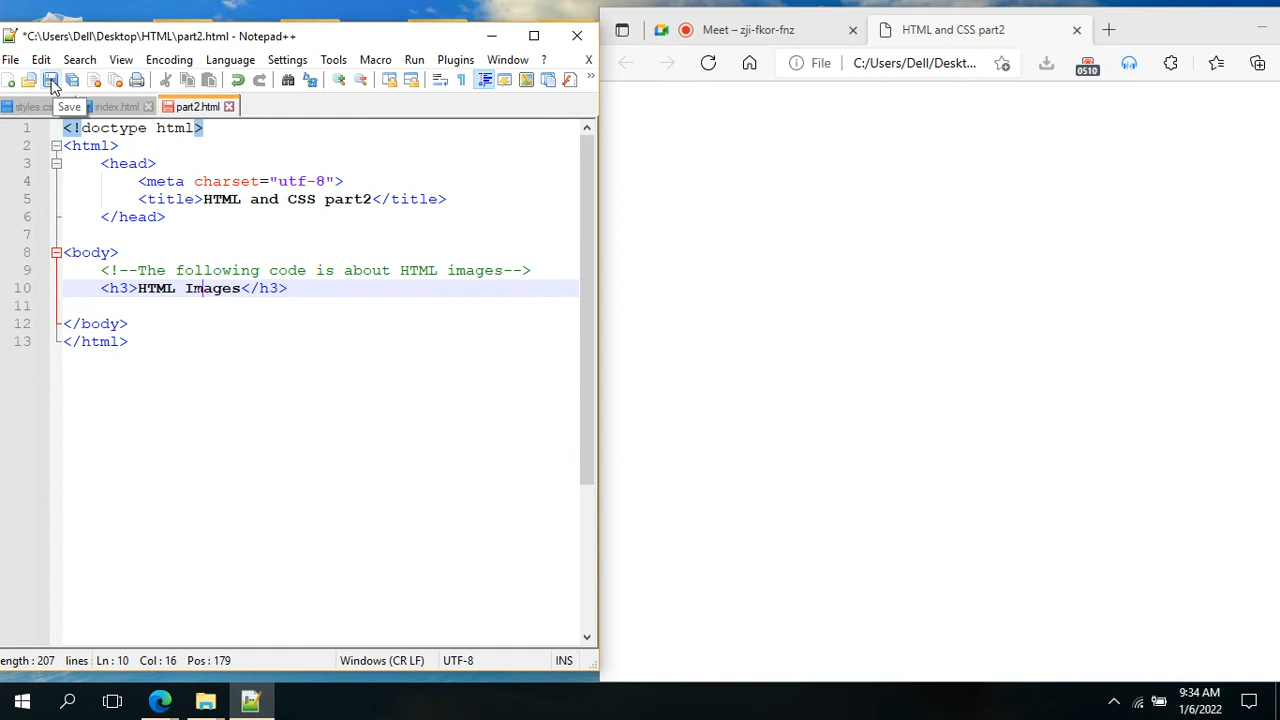 *C:\Users\Dell\Desktop\HTML\part2.html - Notepad++
File Edit Search View Encoding Language Settings Tools Macro Run Plugins Window ? X
styles.cs index.html part2.html
Save
1 <!doctype html>
2 <html>
3 <head>
4 <meta charset="utf-8">
5 <title>HTML and CSS part2</title>
6 </head>
7
8 <body>
9 <!--The following code is about HTML images-->
10 <h3>HTML Images</h3>
11
12 </body>
13 </html>
ength : 207 lines Ln : 10 Col : 16 Pos : 179 Windows (CR LF) UTF-8 INS
Meet – zji-fkor-fnz HTML and CSS part2
File C:/Users/Dell/Deskt... 0510
9:34 AM
1/6/2022